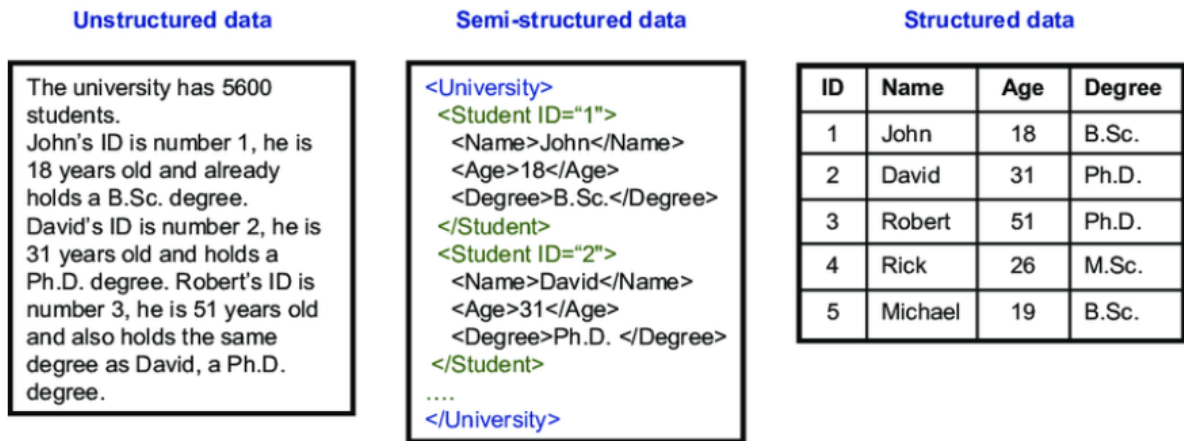 Unstructured data
The university has 5600
students.
John's ID is number 1, he is
18 years old and already
holds a B.Sc. degree.
David's ID is number 2, he is
31 years old and holds a
Ph.D. degree. Robert's ID is
number 3, he is 51 years old
and also holds the same
degree as David, a Ph.D.
degree.
Semi-structured data
<University>
<Student ID=“1">
<Name>John</Name>
<Age>18</Age>
<Degree>B.Sc.</Degree>
</Student>
<Student ID=“2">
<Name>David</Name>
<Age>31</Age>
<Degree>Ph.D. </Degree>
</Student>
....
</University>
Structured data
ID Name Age Degree
1 John 18 B.Sc.
2 David 31 Ph.D.
3 Robert 51 Ph.D.
4 Rick 26 M.Sc.
5 Michael 19 B.Sc.